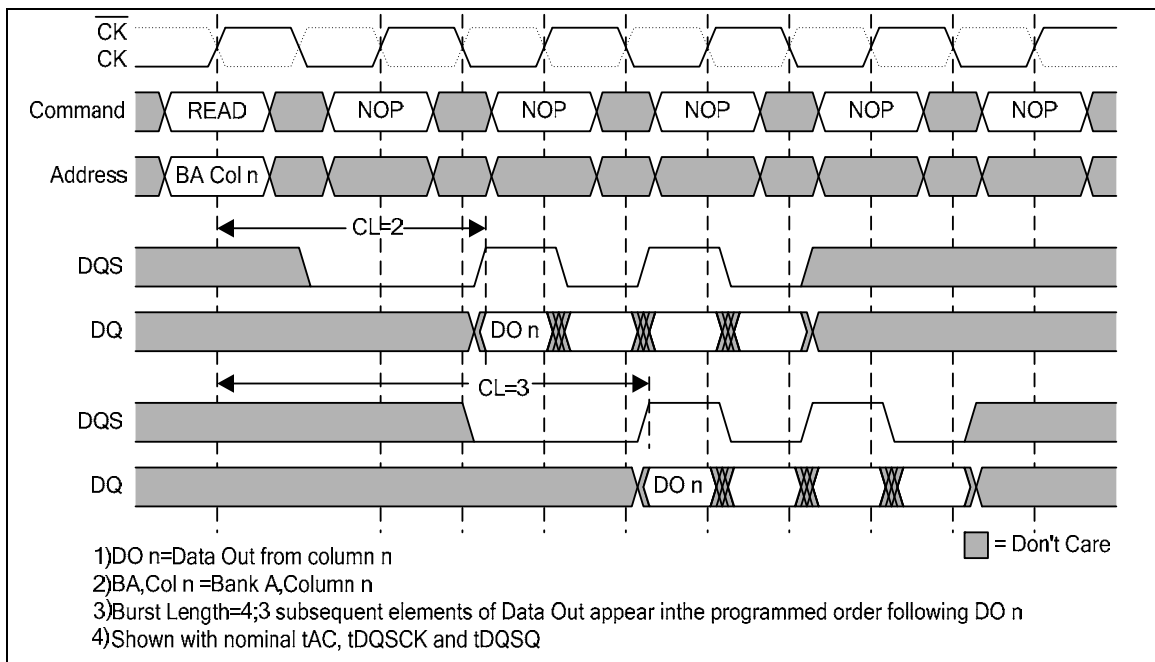 CK
CK
Command READ NOP NOP NOP NOP NOP
Address BA Col n
CL=2
DQS
DQ DO n
CL=3
DQS
DQ DO n
= Don't Care
1)DO n=Data Out from column n
2)BA,Col n =Bank A,Column n
3)Burst Length=4;3 subsequent elements of Data Out appear inthe programmed order following DO n
4)Shown with nominal tAC, tDQSCK and tDQSQ